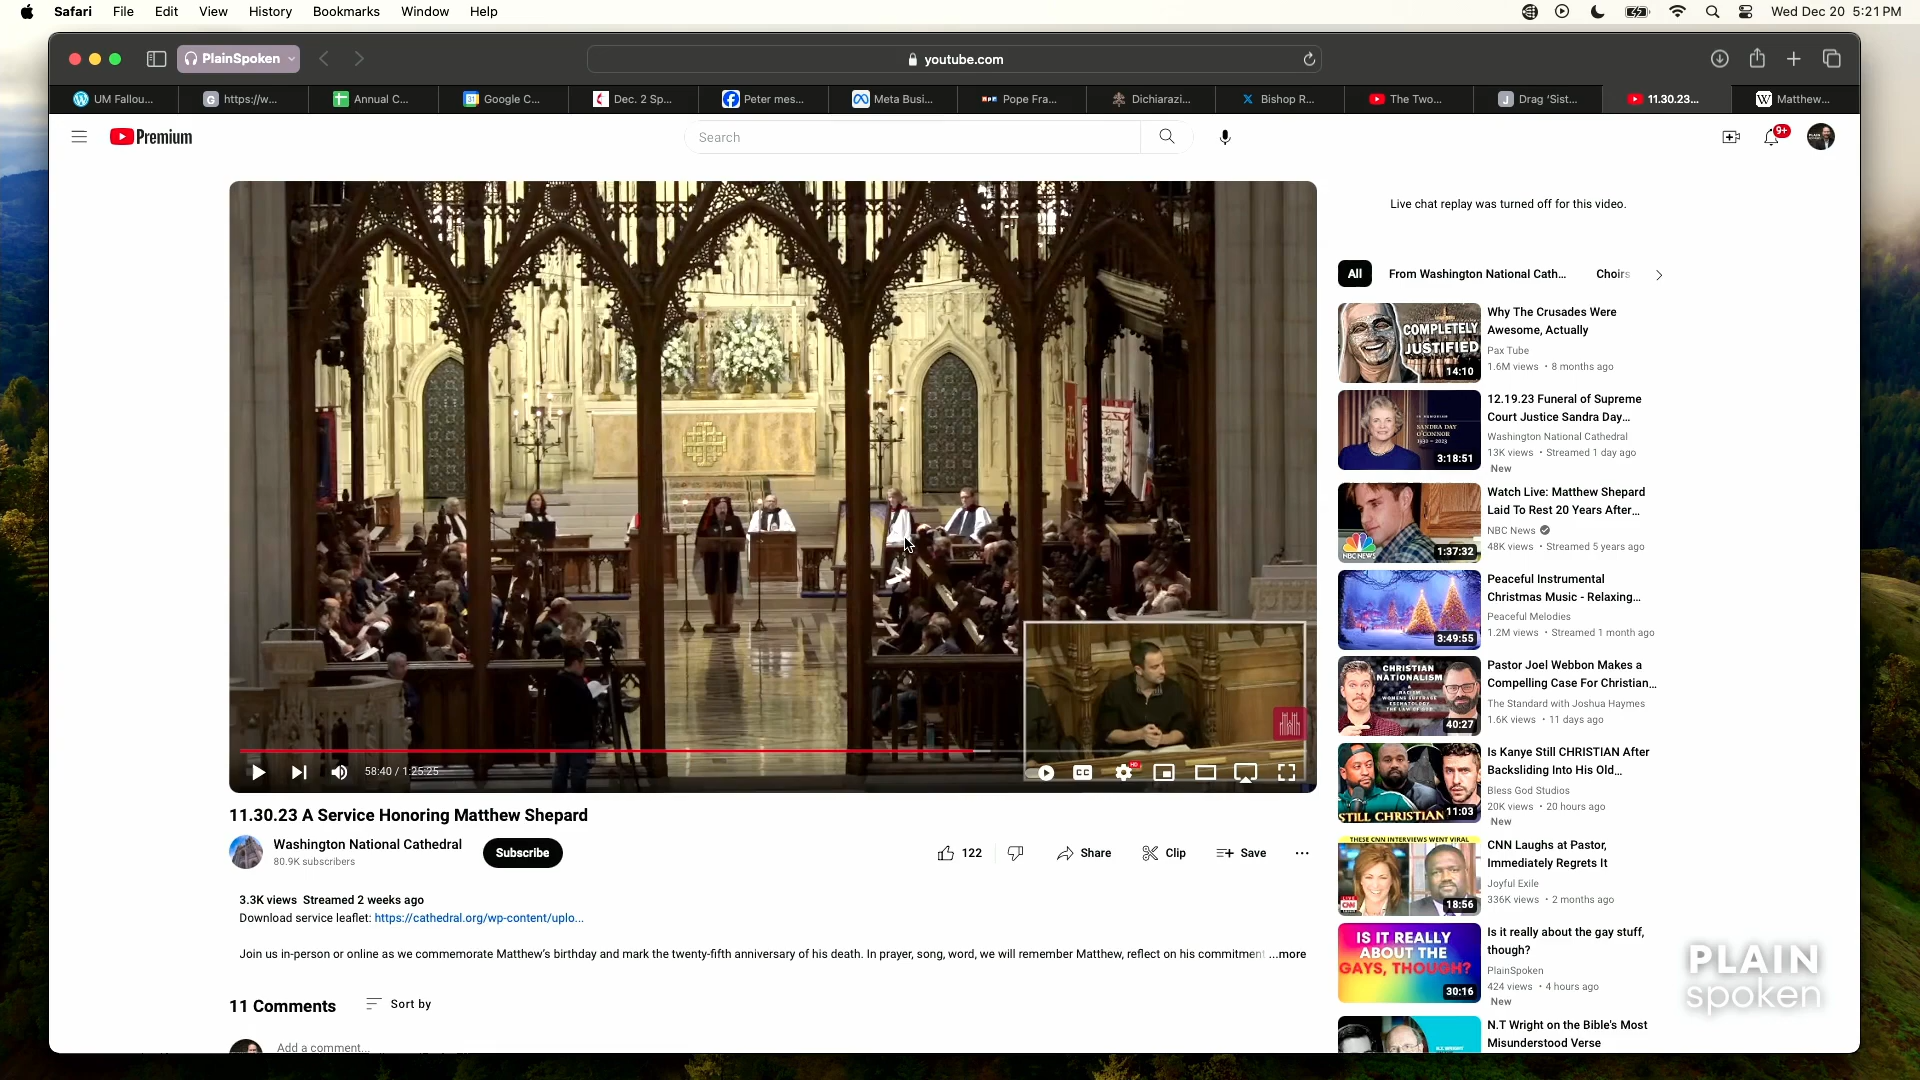 Safari File Edit View History Bookmarks Window Help Wed Dec 20 5:21 PM
PlainSpoken youtube.com
UM Fallou... https://w... Annual C... Google C... Dec. 2 Sp... Peter mes... Meta Busi... Pope Fra... Dichiarazi... Bishop R... The Two... Drag 'Sist... 11.30.23... Matthew...
Premium Search 9+
Live chat replay was turned off for this video.
All From Washington National Cath... Choirs
COMPLETELY
JUSTIFIED
14:10
Why The Crusades Were
Awesome, Actually
Pax Tube
1.6M views • 8 months ago
SANDRA DAY
O'CONNOR
1930 – 2023
3:18:51
12.19.23 Funeral of Supreme
Court Justice Sandra Day...
Washington National Cathedral
13K views • Streamed 1 day ago
New
NBC NEWS
1:37:32
Watch Live: Matthew Shepard
Laid To Rest 20 Years After...
NBC News
48K views • Streamed 5 years ago
3:49:55
Peaceful Instrumental
Christmas Music - Relaxing...
Peaceful Melodies
1.2M views • Streamed 1 month ago
CHRISTIAN
NATIONALISM
40:27
Pastor Joel Webbon Makes a
Compelling Case For Christian...
The Standard with Joshua Haymes
1.6K views • 11 days ago
STILL CHRISTIAN
11:03
Is Kanye Still CHRISTIAN After
Backsliding Into His Old...
Bless God Studios
20K views • 20 hours ago
New
THESE CNN INTERVIEWS WENT VIRAL
LIVE
CNN
18:56
CNN Laughs at Pastor,
Immediately Regrets It
Joyful Exile
336K views • 2 months ago
IS IT REALLY
ABOUT THE
GAYS, THOUGH?
30:16
Is it really about the gay stuff,
though?
PlainSpoken
424 views • 4 hours ago
New
N.T Wright on the Bible's Most
Misunderstood Verse
58:40 / 1:25:25
CC HD
11.30.23 A Service Honoring Matthew Shepard
Washington National Cathedral
80.9K subscribers
Subscribe
122 Share Clip Save
3.3K views Streamed 2 weeks ago
Download service leaflet: https://cathedral.org/wp-content/uplo...
Join us in-person or online as we commemorate Matthew's birthday and mark the twenty-fifth anniversary of his death. In prayer, song, word, we will remember Matthew, reflect on his commitment ...more
11 Comments Sort by
Add a comment...
PLAIN
spoken